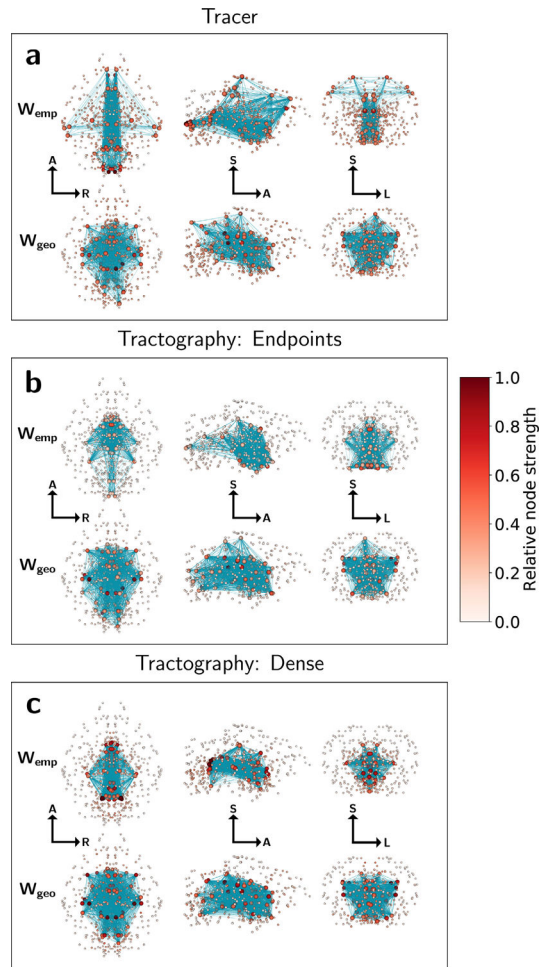 Tracer
a
Wemp
A
R
S
A
S
L
Wgeo
Tractography: Endpoints
b
Wemp
A
R
S
A
S
L
Wgeo
1.0
0.8
0.6
0.4
0.2
0.0
Relative node strength
Tractography: Dense
c
Wemp
A
R
S
A
S
L
Wgeo